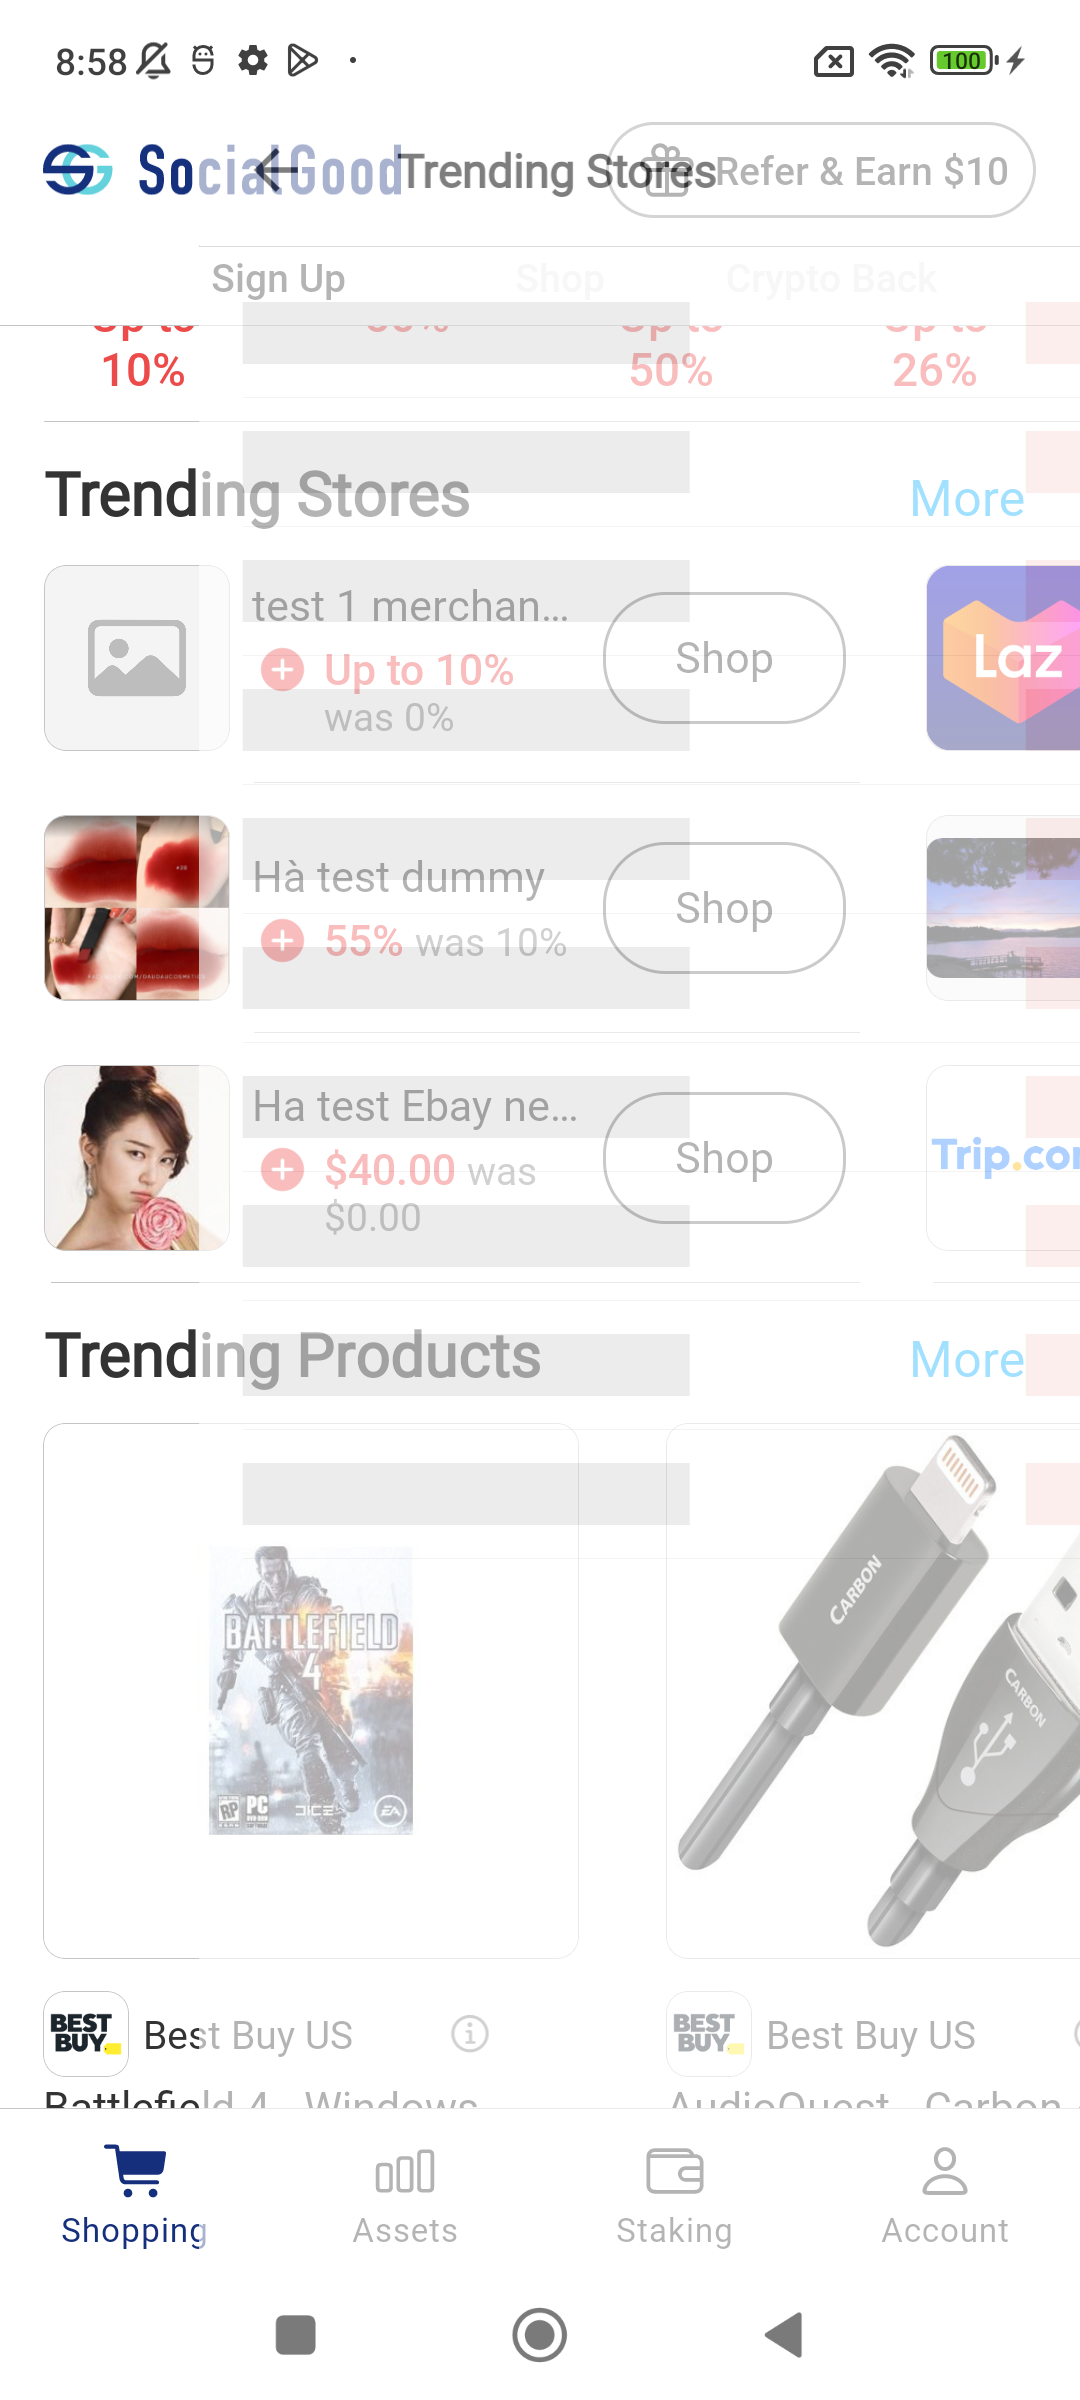 8:58
100
SocialGood
Trending Stores
Refer & Earn $10
Sign Up
Shop
Crypto Back
Up to
10%
Up to
50%
Up to
26%
Trending Stores
More
test 1 merchan...
Up to 10%
was 0%
Shop
Laz
Hà test dummy
55% was 10%
Shop
Ha test Ebay ne...
$40.00 was
$0.00
Shop
Trip.com
Trending Products
More
BATTLEFIELD
4
RP
PC
DICE
EA
CARBON
CARBON
BEST
BUY
Best Buy US
BEST
BUY
Best Buy US
Battlefield 4 - Windows
AudioQuest - Carbon
Shopping
Assets
Staking
Account